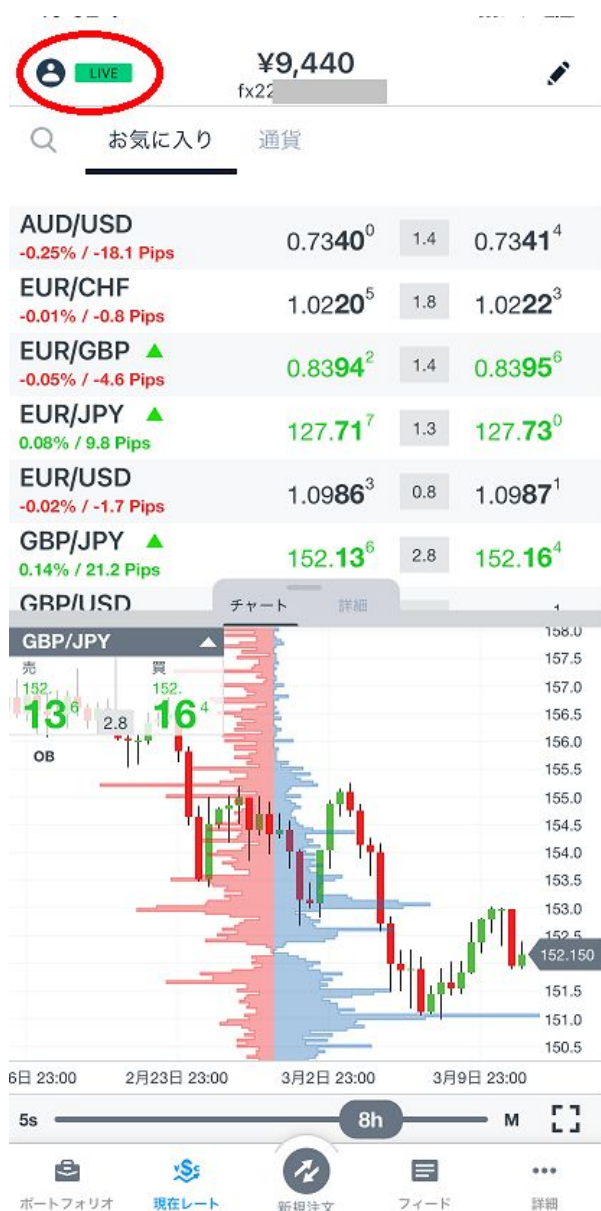 LIVE
¥9,440
fx22
お気に入り 通貨
AUD/USD 0.7340⁰ 1.4 0.7341⁴
-0.25% / -18.1 Pips
EUR/CHF 1.0220⁵ 1.8 1.0222³
-0.01% / -0.8 Pips
EUR/GBP ▲ 0.8394² 1.4 0.8395⁶
-0.05% / -4.6 Pips
EUR/JPY ▲ 127.71⁷ 1.3 127.73⁰
0.08% / 9.8 Pips
EUR/USD 1.0986³ 0.8 1.0987¹
-0.02% / -1.7 Pips
GBP/JPY ▲ 152.13⁶ 2.8 152.16⁴
0.14% / 21.2 Pips
GBP/USD
チャート 詳細
GBP/JPY
売 買
152. 152.
13⁶ 2.8 16⁴
OB
158.0
157.5
157.0
156.5
156.0
155.5
155.0
154.5
154.0
153.5
153.0
152.5
152.150
151.5
151.0
150.5
6日 23:00 2月23日 23:00 3月2日 23:00 3月9日 23:00
5s 8h M
ポートフォリオ 現在レート 新規注文 フィード 詳細